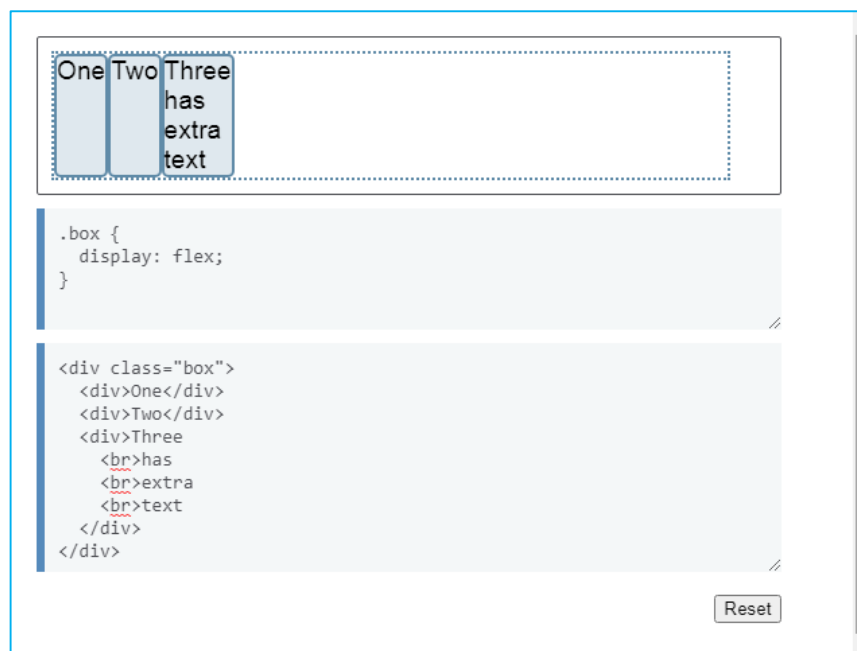 One Two Three
has
extra
text
.box {
  display: flex;
}
<div class="box">
  <div>One</div>
  <div>Two</div>
  <div>Three
    <br>has
    <br>extra
    <br>text
  </div>
</div>
Reset